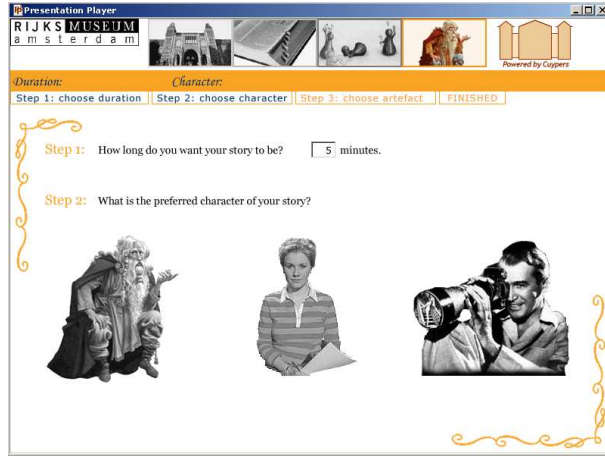 Presentation Player
RIJKS MUSEUM
amsterdam
Powered by Cuypers
Duration: Character:
Step 1: choose duration Step 2: choose character Step 3: choose artefact FINISHED
Step 1: How long do you want your story to be? 5 minutes.
Step 2: What is the preferred character of your story?